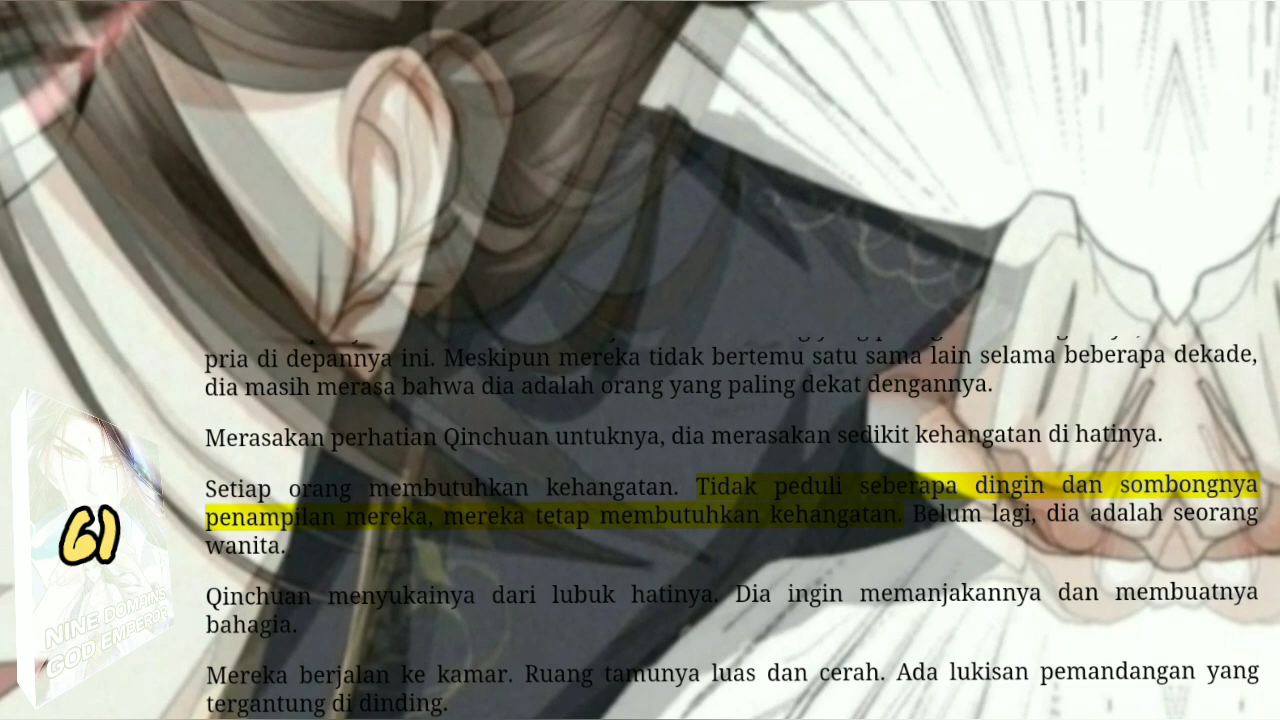 pria di depannya ini. Meskipun mereka tidak bertemu satu sama lain selama beberapa dekade,
dia masih merasa bahwa dia adalah orang yang paling dekat dengannya.
Merasakan perhatian Qinchuan untuknya, dia merasakan sedikit kehangatan di hatinya.
Setiap orang membutuhkan kehangatan. Tidak peduli seberapa dingin dan sombongnya
penampilan mereka, mereka tetap membutuhkan kehangatan. Belum lagi, dia adalah seorang
wanita.
Qinchuan menyukainya dari lubuk hatinya. Dia ingin memanjakannya dan membuatnya
bahagia.
Mereka berjalan ke kamar. Ruang tamunya luas dan cerah. Ada lukisan pemandangan yang
tergantung di dinding.
61
NINE DOMAINS
GOD EMPEROR